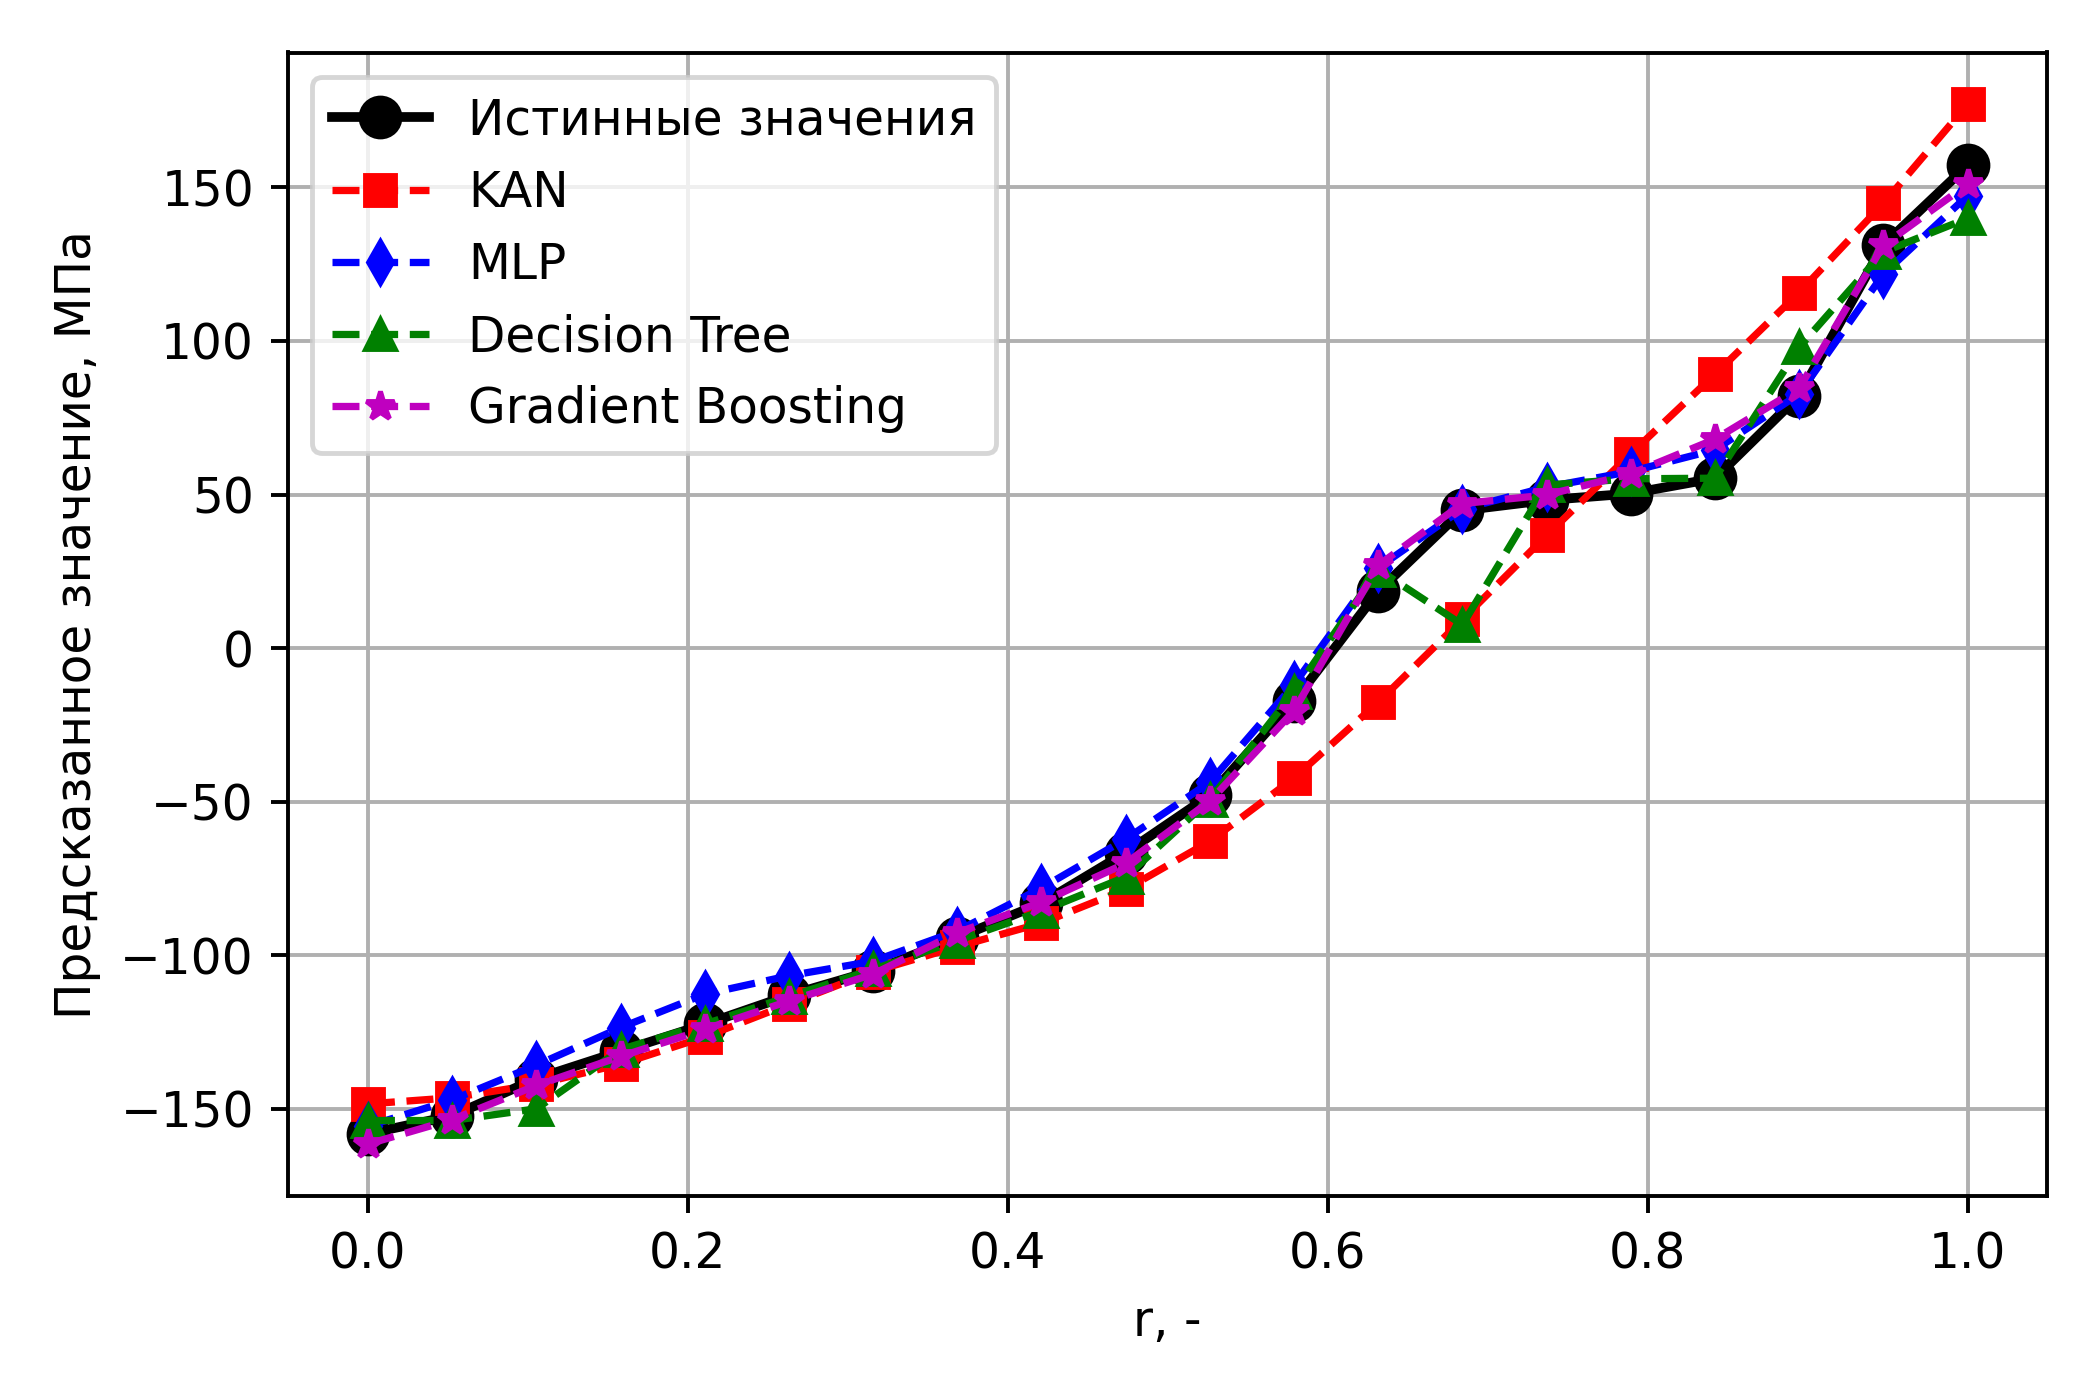 Истинные значения
KAN
MLP
Decision Tree
Gradient Boosting
Предсказанное значение, МПа
150
100
50
0
−50
−100
−150
0.0 0.2 0.4 0.6 0.8 1.0
r, -